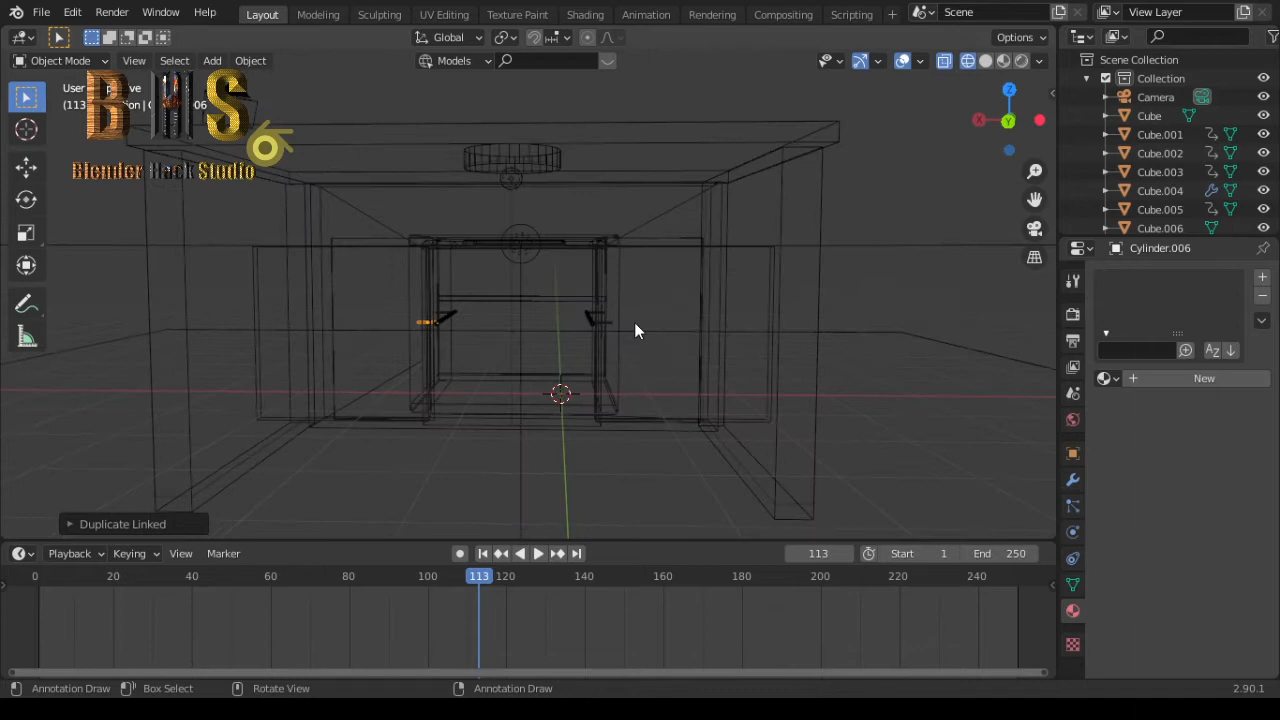 File Edit Render Window Help Layout Modeling Sculpting UV Editing Texture Paint Shading Animation Rendering Compositing Scripting Scene View Layer
Global Options
Object Mode View Select Add Object Models
BHS
Blender Hack Studio
Scene Collection
Collection
Camera
Cube
Cube.001
Cube.002
Cube.003
Cube.004
Cube.005
Cube.006
Cylinder.006
New
Duplicate Linked
Playback Keying View Marker 113 Start 1 End 250
0 20 40 60 80 100 113 120 140 160 180 200 220 240
Annotation Draw Box Select Rotate View Annotation Draw 2.90.1